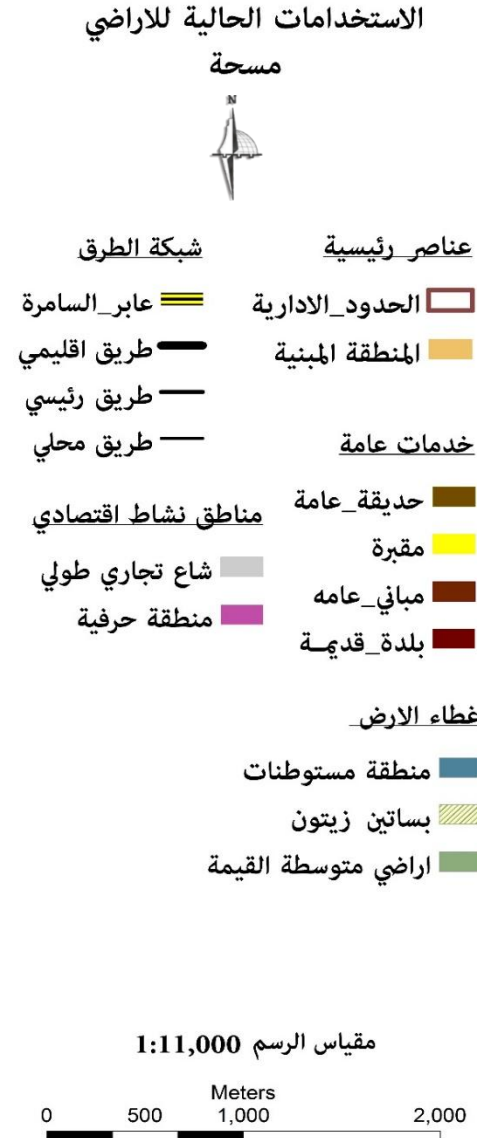 الاستخدامات الحالية للاراضي
مسحة
N
عناصر رئيسية
الحدود_الادارية
المنطقة المبنية
شبكة الطرق
عابر_السامرة
طريق اقليمي
طريق رئيسي
طريق محلي
خدمات عامة
حديقة_عامة
مقبرة
مباني_عامه
بلدة_قديمـة
مناطق نشاط اقتصادي
شاع تجاري طولي
منطقة حرفية
غطاء الارض
منطقة مستوطنات
بساتين زيتون
اراضي متوسطة القيمة
مقياس الرسم 1:11,000
Meters
0 500 1,000 2,000